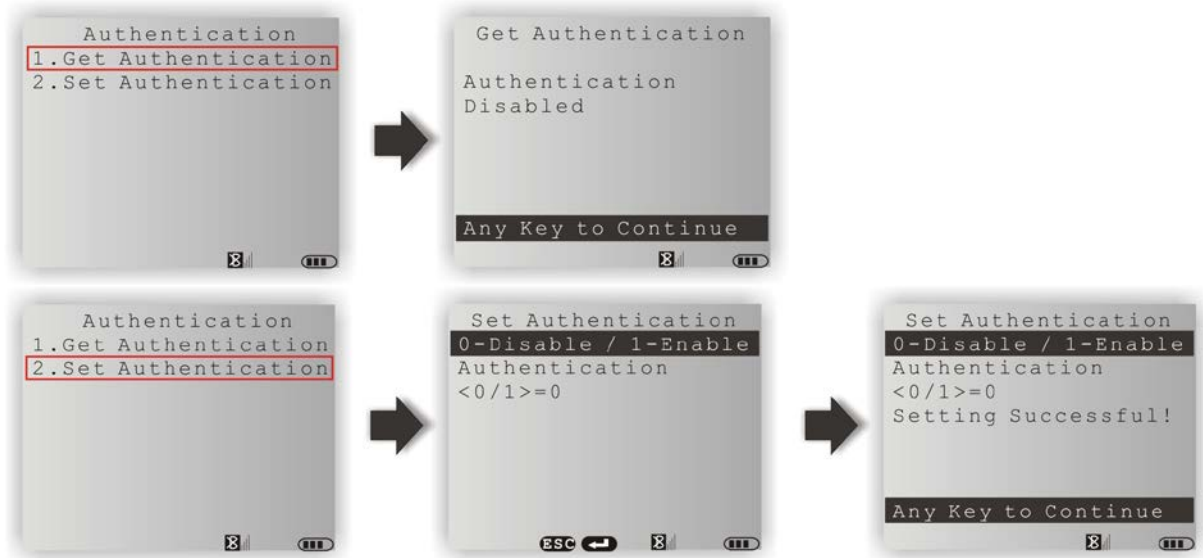 Authentication
1.Get Authentication
2.Set Authentication
Get Authentication
Authentication
Disabled
Any Key to Continue
Authentication
1.Get Authentication
2.Set Authentication
Set Authentication
0-Disable / 1-Enable
Authentication
<0/1>=0
ESC
Set Authentication
0-Disable / 1-Enable
Authentication
<0/1>=0
Setting Successful!
Any Key to Continue